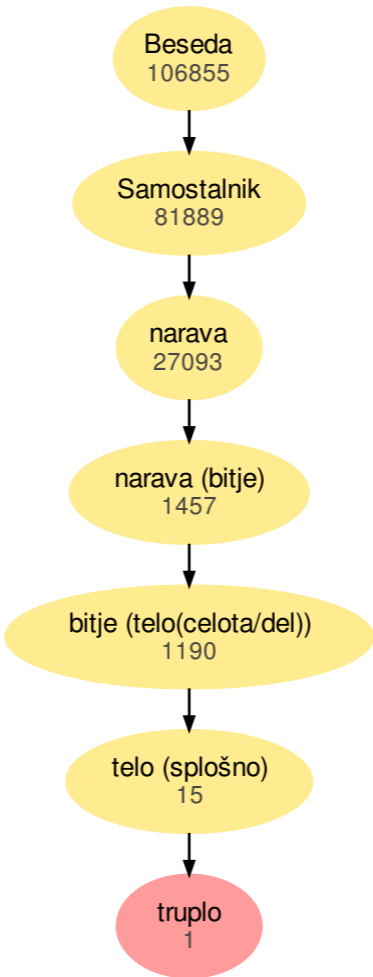 Beseda
106855
Samostalnik
81889
narava
27093
narava (bitje)
1457
bitje (telo(celota/del))
1190
telo (splošno)
15
truplo
1